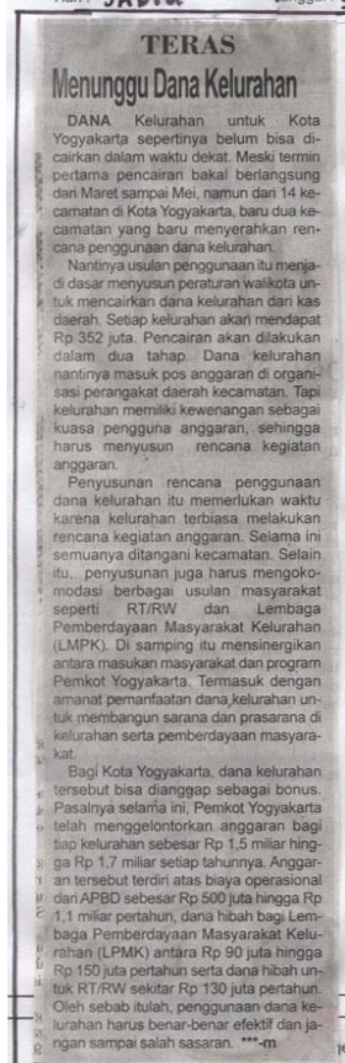 TERAS
Menunggu Dana Kelurahan
DANA Kelurahan untuk Kota
Yogyakarta sepertinya belum bisa di-
cairkan dalam waktu dekat. Meski termin
pertama pencairan bakal berlangsung
dari Maret sampai Mei, namun dari 14 ke-
camatan di Kota Yogyakarta, baru dua ke-
camatan yang baru menyerahkan ren-
cana penggunaan dana kelurahan.
Nantinya usulan penggunaan itu menja-
di dasar menyusun peraturan walikota un-
tuk mencairkan dana kelurahan dari kas
daerah. Setiap kelurahan akan mendapat
Rp 352 juta. Pencairan akan dilakukan
dalam dua tahap. Dana kelurahan
nantinya masuk pos anggaran di organi-
sasi perangakat daerah kecamatan. Tapi
kelurahan memiliki kewenangan sebagai
kuasa pengguna anggaran, sehingga
harus menyusun rencana kegiatan
anggaran.
Penyusunan rencana penggunaan
dana kelurahan itu memerlukan waktu
karena kelurahan terbiasa melakukan
rencana kegiatan anggaran. Selama ini
semuanya ditangani kecamatan. Selain
itu, penyusunan juga harus mengoko-
modasi berbagai usulan masyarakat
seperti RT/RW dan Lembaga
Pemberdayaan Masyarakat Kelurahan
(LMPK). Di samping itu mensinergikan
antara masukan masyarakat dan program
Pemkot Yogyakarta. Termasuk dengan
amanat pemanfaatan dana kelurahan un-
tuk membangun sarana dan prasarana di
kelurahan serta pemberdayaan masyara-
kat.
Bagi Kota Yogyakarta, dana kelurahan
tersebut bisa dianggap sebagai bonus.
Pasalnya selama ini, Pemkot Yogyakarta
telah menggelontorkan anggaran bagi
tiap kelurahan sebesar Rp 1,5 miliar hing-
ga Rp 1,7 miliar setiap tahunnya. Anggar-
an tersebut terdiri atas biaya operasional
dari APBD sebesar Rp 500 juta hingga Rp
1,1 miliar pertahun, dana hibah bagi Lem-
baga Pemberdayaan Masyarakat Kelu-
rahan (LPMK) antara Rp 90 juta hingga
Rp 150 juta pertahun serta dana hibah un-
tuk RT/RW sekitar Rp 130 juta pertahun.
Oleh sebab itulah, penggunaan dana ke-
lurahan harus benar-benar efektif dan ja-
ngan sampai salah sasaran. ***-m